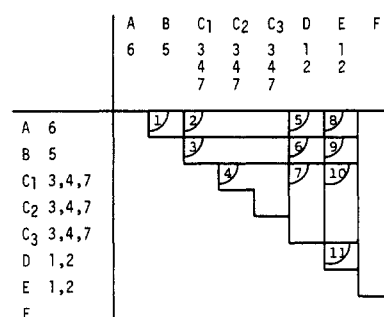 A B C1 C2 C3 D E F
6 5 3 3 3 1 1
4 4 4 2 2
7 7 7
A 6 1 2 5 8
B 5 3 6 9
C1 3,4,7 4 7 10
C2 3,4,7
C3 3,4,7
D 1,2 11
E 1,2
F